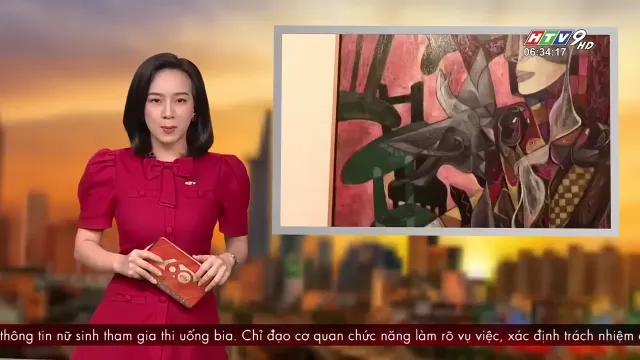 HTV9 HD
06:34:17
thông tin nữ sinh tham gia thi uống bia. Chỉ đạo cơ quan chức năng làm rõ vụ việc, xác định trách nhiệm